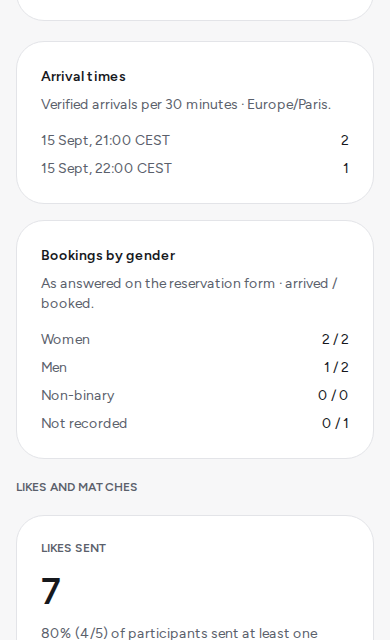 Arrival times
Verified arrivals per 30 minutes · Europe/Paris.
15 Sept, 21:00 CEST 2
15 Sept, 22:00 CEST 1
Bookings by gender
As answered on the reservation form · arrived /
booked.
Women 2 / 2
Men 1 / 2
Non-binary 0 / 0
Not recorded 0 / 1
LIKES AND MATCHES
LIKES SENT
7
80% (4/5) of participants sent at least one